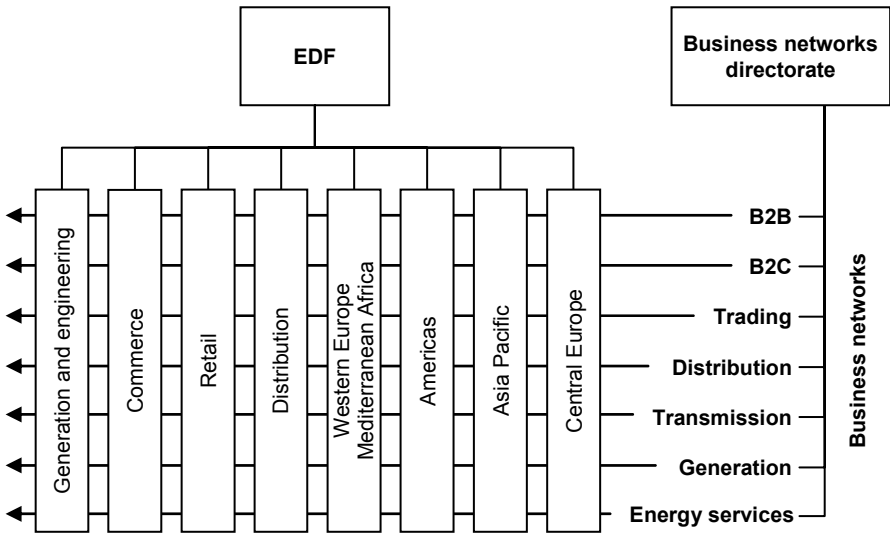 EDF
Business networks
directorate
Generation and engineering
Commerce
Retail
Distribution
Western Europe
Mediterranean Africa
Americas
Asia Pacific
Central Europe
B2B
B2C
Trading
Distribution
Transmission
Generation
Energy services
Business networks